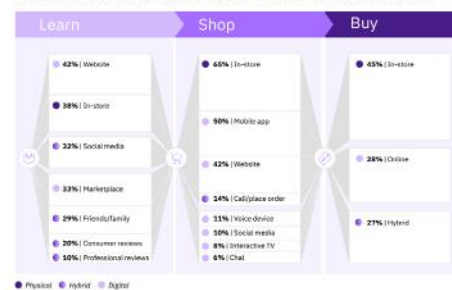 Learn
Shop
Buy
42% | Website
38% | In-store
32% | Social media
33% | Marketplace
29% | Friends/family
20% | Consumer reviews
10% | Professional reviews
65% | In-store
50% | Mobile app
42% | Website
14% | Call/place order
11% | Voice device
10% | Social media
8% | Interactive TV
6% | Chat
45% | In-store
28% | Online
27% | Hybrid
Physical Hybrid Digital